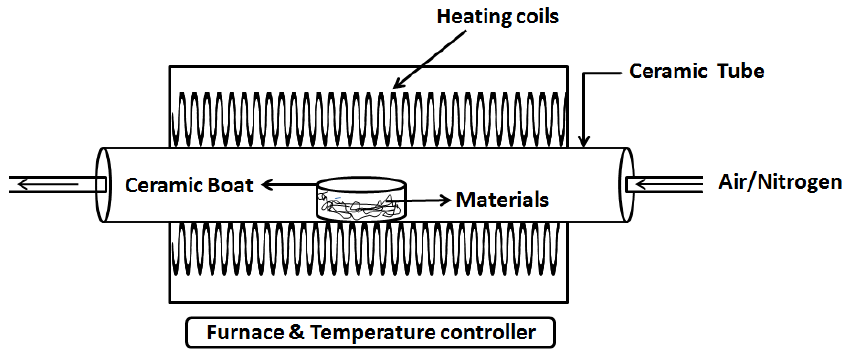 Heating coils
Ceramic Tube
Ceramic Boat
Materials
Air/Nitrogen
Furnace & Temperature controller